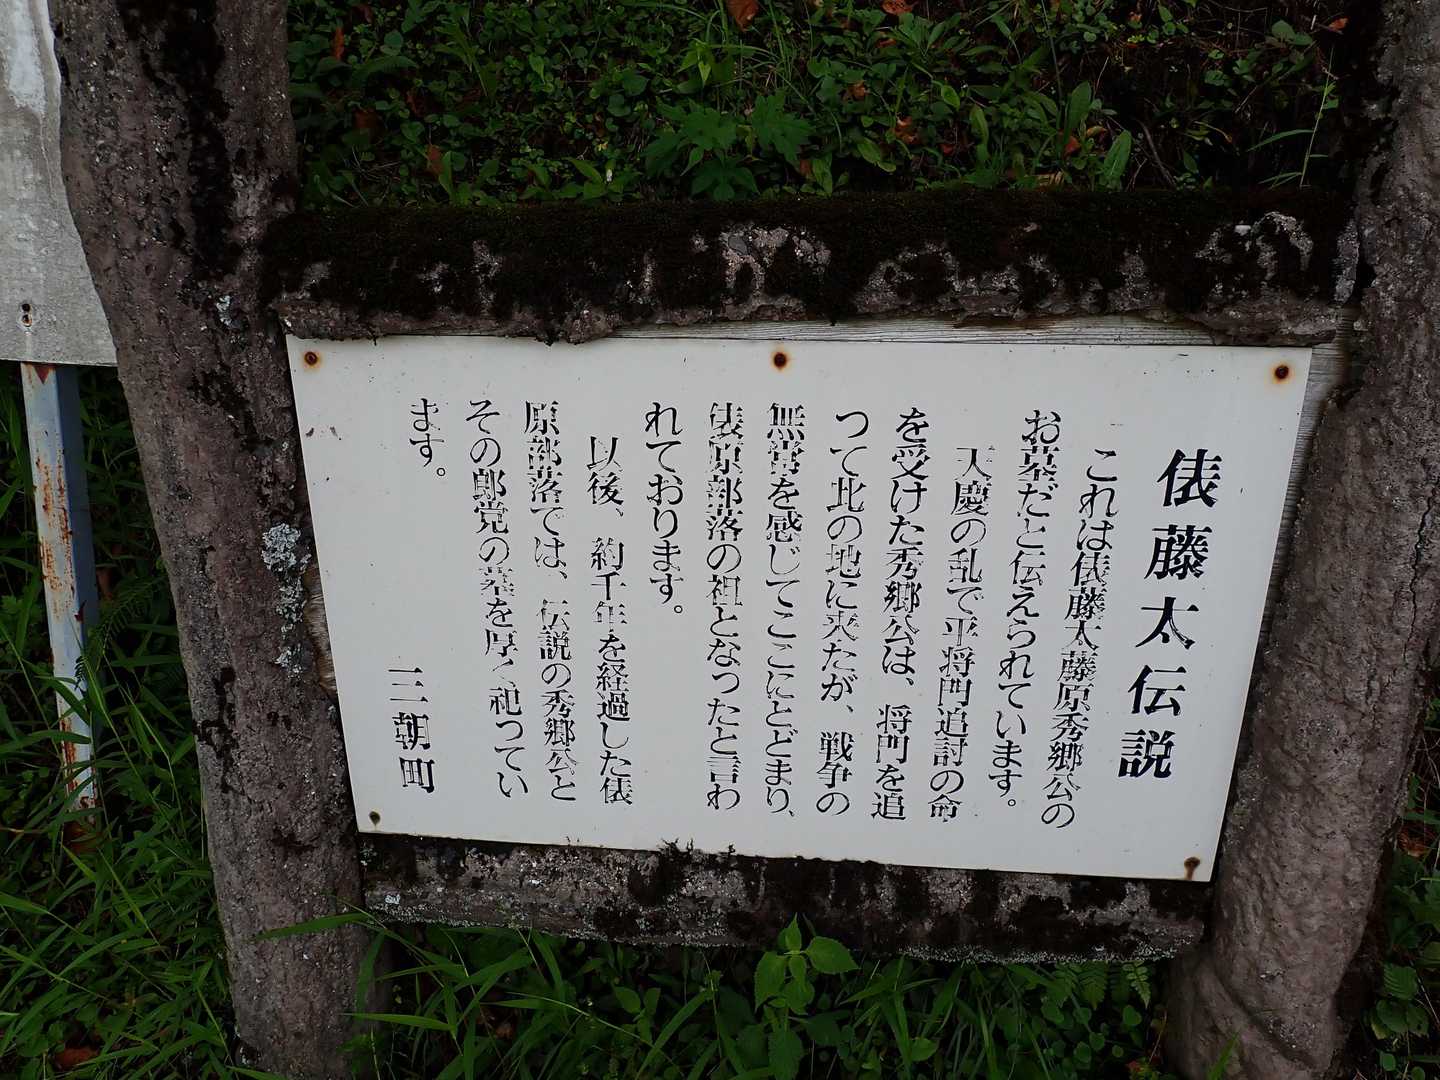 俵藤太伝説
これは俵藤太藤原秀郷公の
お墓だと伝えられています。
天慶の乱で平将門追討の命
を受けた秀郷公は、将門を追
つて北の地に来たが、戦争の
無常を感じてここにとどまり、
俵原部落の祖となったと言わ
れております。
以後、約千年を経過した俵
原部落では、伝説の秀郷公と
その郎党の墓を厚く祀つてい
ます。
三朝町